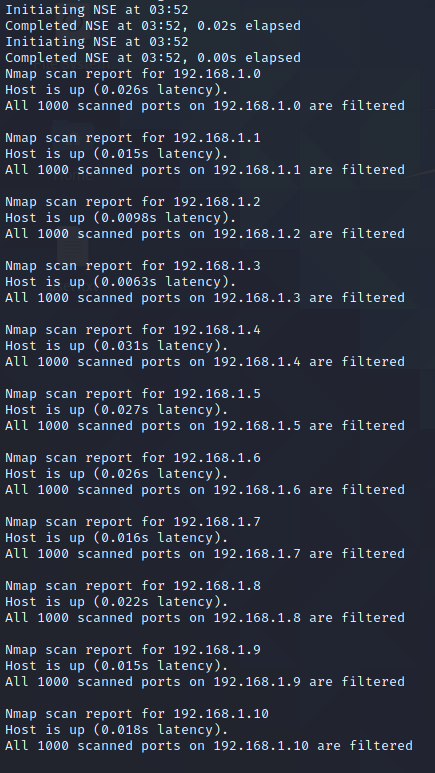 Initiating NSE at 03:52
Completed NSE at 03:52, 0.02s elapsed
Initiating NSE at 03:52
Completed NSE at 03:52, 0.00s elapsed
Nmap scan report for 192.168.1.0
Host is up (0.026s latency).
All 1000 scanned ports on 192.168.1.0 are filtered
Nmap scan report for 192.168.1.1
Host is up (0.015s latency).
All 1000 scanned ports on 192.168.1.1 are filtered
Nmap scan report for 192.168.1.2
Host is up (0.0098s latency).
All 1000 scanned ports on 192.168.1.2 are filtered
Nmap scan report for 192.168.1.3
Host is up (0.0063s latency).
All 1000 scanned ports on 192.168.1.3 are filtered
Nmap scan report for 192.168.1.4
Host is up (0.031s latency).
All 1000 scanned ports on 192.168.1.4 are filtered
Nmap scan report for 192.168.1.5
Host is up (0.027s latency).
All 1000 scanned ports on 192.168.1.5 are filtered
Nmap scan report for 192.168.1.6
Host is up (0.026s latency).
All 1000 scanned ports on 192.168.1.6 are filtered
Nmap scan report for 192.168.1.7
Host is up (0.016s latency).
All 1000 scanned ports on 192.168.1.7 are filtered
Nmap scan report for 192.168.1.8
Host is up (0.022s latency).
All 1000 scanned ports on 192.168.1.8 are filtered
Nmap scan report for 192.168.1.9
Host is up (0.015s latency).
All 1000 scanned ports on 192.168.1.9 are filtered
Nmap scan report for 192.168.1.10
Host is up (0.018s latency).
All 1000 scanned ports on 192.168.1.10 are filtered